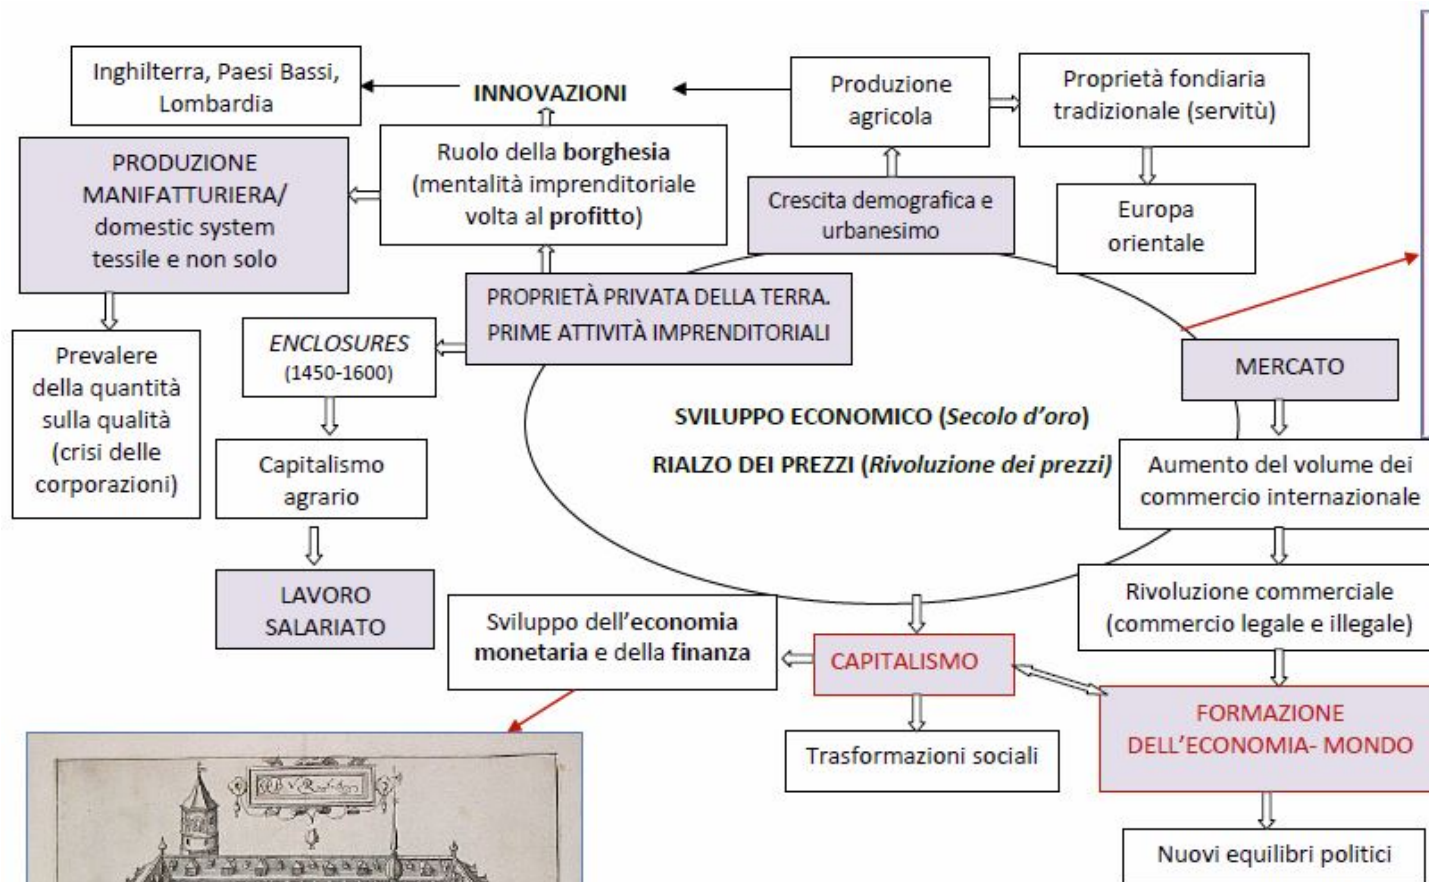 Inghilterra, Paesi Bassi,
Lombardia
INNOVAZIONI
Produzione
agricola
Proprietà fondiaria
tradizionale (servitù)
PRODUZIONE
MANIFATTURIERA/
domestic system
tessile e non solo
Ruolo della borghesia
(mentalità imprenditoriale
volta al profitto)
Crescita demografica e
urbanesimo
Europa
orientale
PROPRIETÀ PRIVATA DELLA TERRA.
PRIME ATTIVITÀ IMPRENDITORIALI
ENCLOSURES
(1450-1600)
Prevalere
della quantità
sulla qualità
(crisi delle
corporazioni)
MERCATO
SVILUPPO ECONOMICO (Secolo d’oro)
RIALZO DEI PREZZI (Rivoluzione dei prezzi)
Capitalismo
agrario
Aumento del volume dei
commercio internazionale
LAVORO
SALARIATO
Rivoluzione commerciale
(commercio legale e illegale)
Sviluppo dell’economia
monetaria e della finanza
CAPITALISMO
FORMAZIONE
DELL’ECONOMIA- MONDO
Trasformazioni sociali
Nuovi equilibri politici